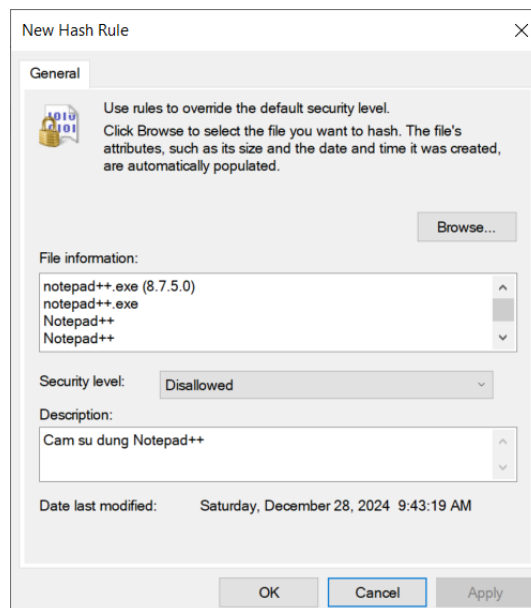 New Hash Rule
General
Use rules to override the default security level.
Click Browse to select the file you want to hash. The file's
attributes, such as its size and the date and time it was created,
are automatically populated.
Browse...
File information:
notepad++.exe (8.7.5.0)
notepad++.exe
Notepad++
Notepad++
Security level: Disallowed
Description:
Cam su dung Notepad++
Date last modified: Saturday, December 28, 2024 9:43:19 AM
OK Cancel Apply